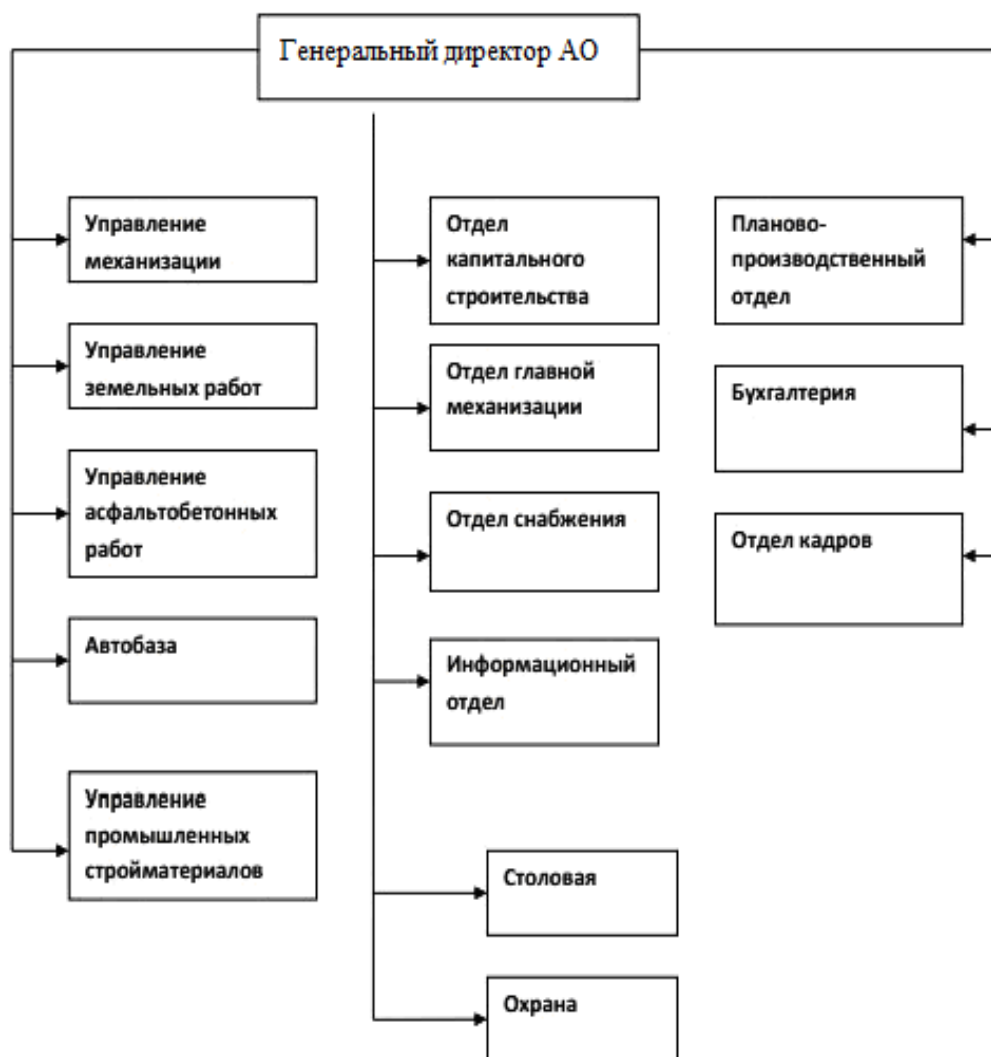 Генеральный директор АО
Управление
механизации
Управление
земельных работ
Управление
асфальтобетонных
работ
Автобаза
Управление
промышленных
стройматериалов
Отдел
капитального
строительства
Отдел главной
механизации
Отдел снабжения
Информационный
отдел
Столовая
Охрана
Планово-
производственный
отдел
Бухгалтерия
Отдел кадров